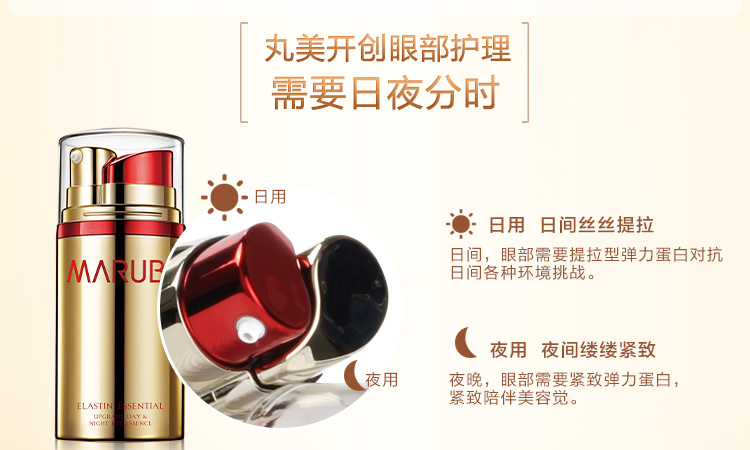 丸美开创眼部护理
需要日夜分时
日用
MARUB
夜用
ELASTIN ESSENTIAL
UPGRADE DAY &
日用 日间丝丝提拉
日间，眼部需要提拉型弹力蛋白对抗
日间各种环境挑战。
夜用 夜间缕缕紧致
夜晚，眼部需要紧致弹力蛋白，
紧致陪伴美容觉。